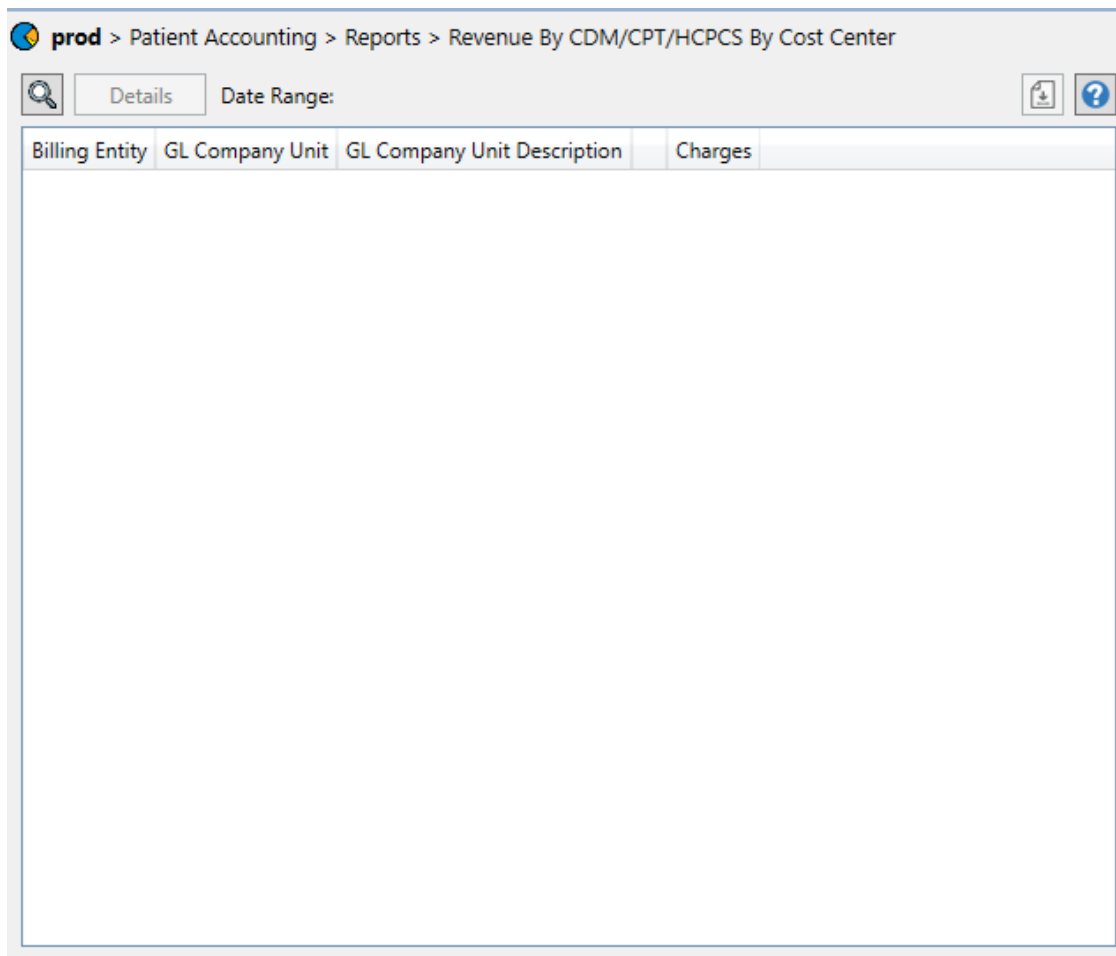 prod > Patient Accounting > Reports > Revenue By CDM/CPT/HCPCS By Cost Center
Details Date Range:
Billing Entity GL Company Unit GL Company Unit Description Charges